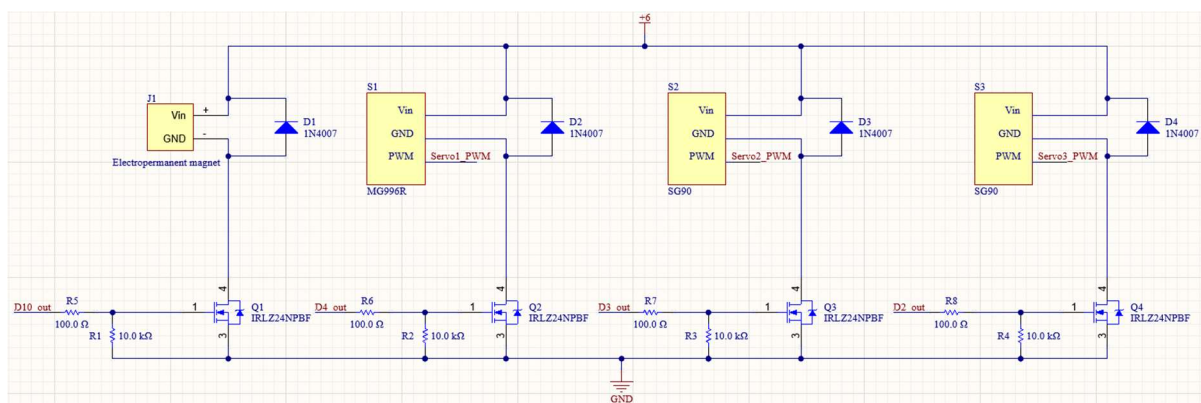 +6
J1
Vin
+
GND
-
Electropermanent magnet
D1
1N4007
S1
Vin
GND
PWM
Servo1_PWM
MG996R
D2
1N4007
S2
Vin
GND
PWM
Servo2_PWM
SG90
D3
1N4007
S3
Vin
GND
PWM
Servo3_PWM
SG90
D4
1N4007
D10_out
R5
100.0 Ω
R1
10.0 kΩ
1
4
3
Q1
IRLZ24NPBF
D4_out
R6
100.0 Ω
R2
10.0 kΩ
1
4
3
Q2
IRLZ24NPBF
D3_out
R7
100.0 Ω
R3
10.0 kΩ
1
4
3
Q3
IRLZ24NPBF
D2_out
R8
100.0 Ω
R4
10.0 kΩ
1
4
3
Q4
IRLZ24NPBF
GND